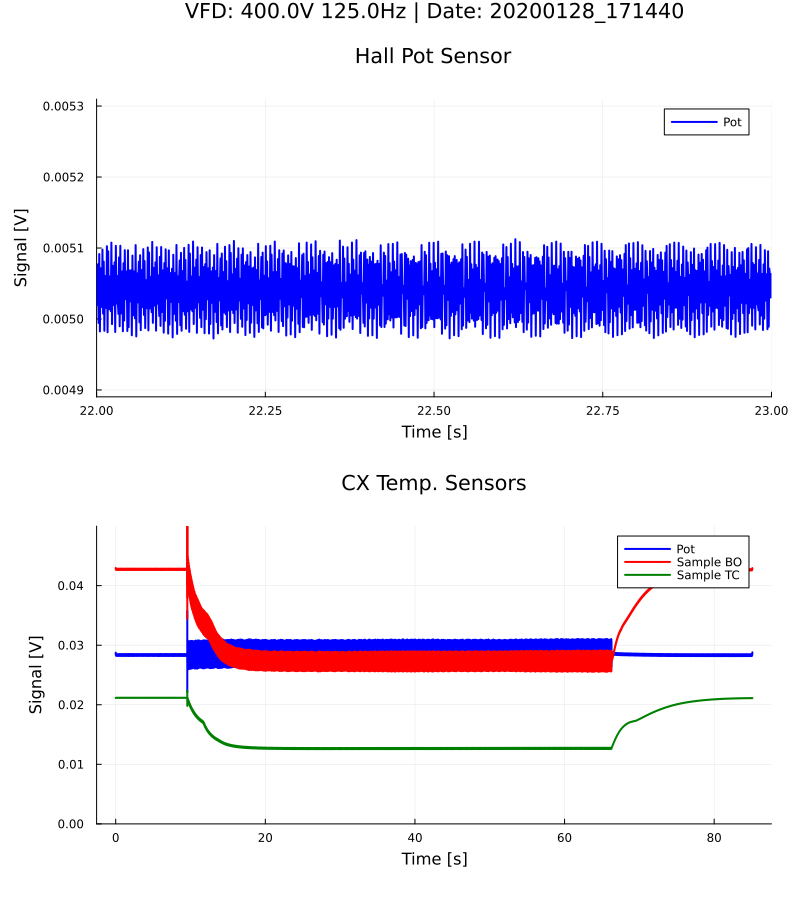 VFD: 400.0V 125.0Hz | Date: 20200128_171440
Hall Pot Sensor
0.0053
0.0052
0.0051
0.0050
0.0049
Signal [V]
Pot
22.00 22.25 22.50 22.75 23.00
Time [s]
CX Temp. Sensors
0.04
0.03
0.02
0.01
0.00
Signal [V]
Pot
Sample BO
Sample TC
0 20 40 60 80
Time [s]